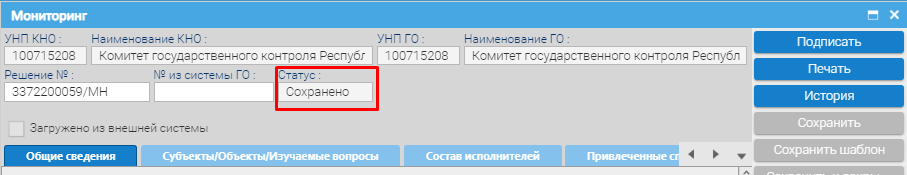 Мониторинг
УНП КНО : Наименование КНО : УНП ГО : Наименование ГО :
100715208 Комитет государственного контроля Республ 100715208 Комитет государственного контроля Республ
Решение № : № из системы ГО : Статус :
3372200059/МН Сохранено
Загружено из внешней системы
Общие сведения Субъекты/Объекты/Изучаемые вопросы Состав исполнителей Привлеченные
Подписать
Печать
История
Сохранить
Сохранить шаблон